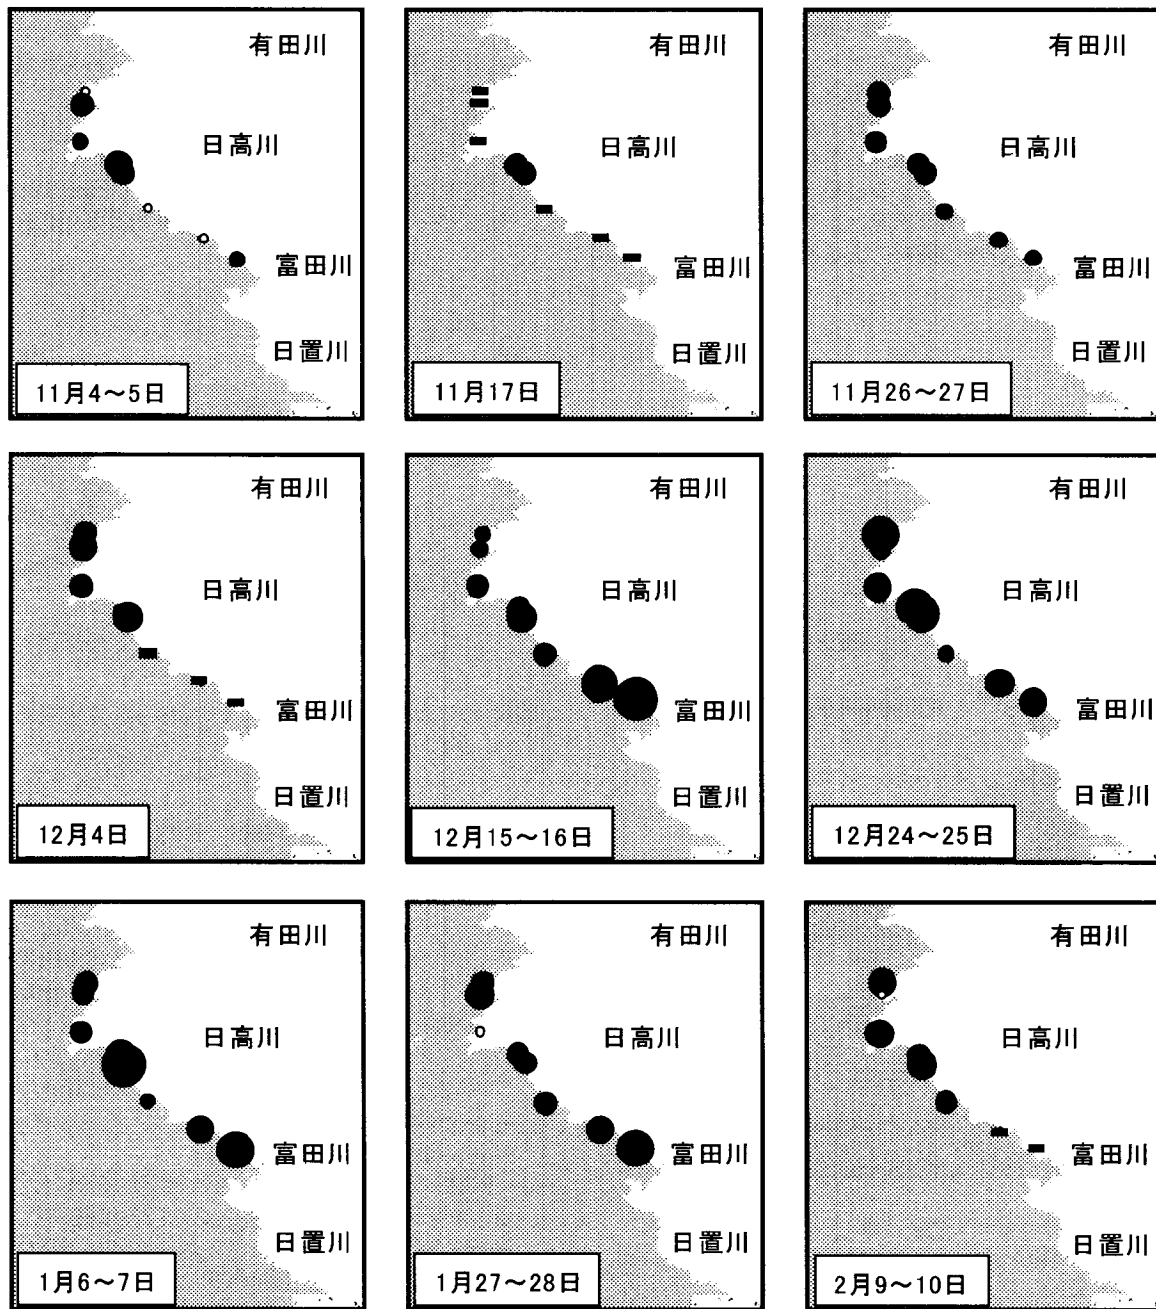 有田川 有田川 有田川
日高川 日高川 日高川
富田川 富田川 富田川
日置川 日置川 日置川
11月4～5日 11月17日 11月26～27日
有田川 有田川 有田川
日高川 日高川 日高川
富田川 富田川 富田川
日置川 日置川 日置川
12月4日 12月15～16日 12月24～25日
有田川 有田川 有田川
日高川 日高川 日高川
富田川 富田川 富田川
日置川 日置川 日置川
1月6～7日 1月27～28日 2月9～10日